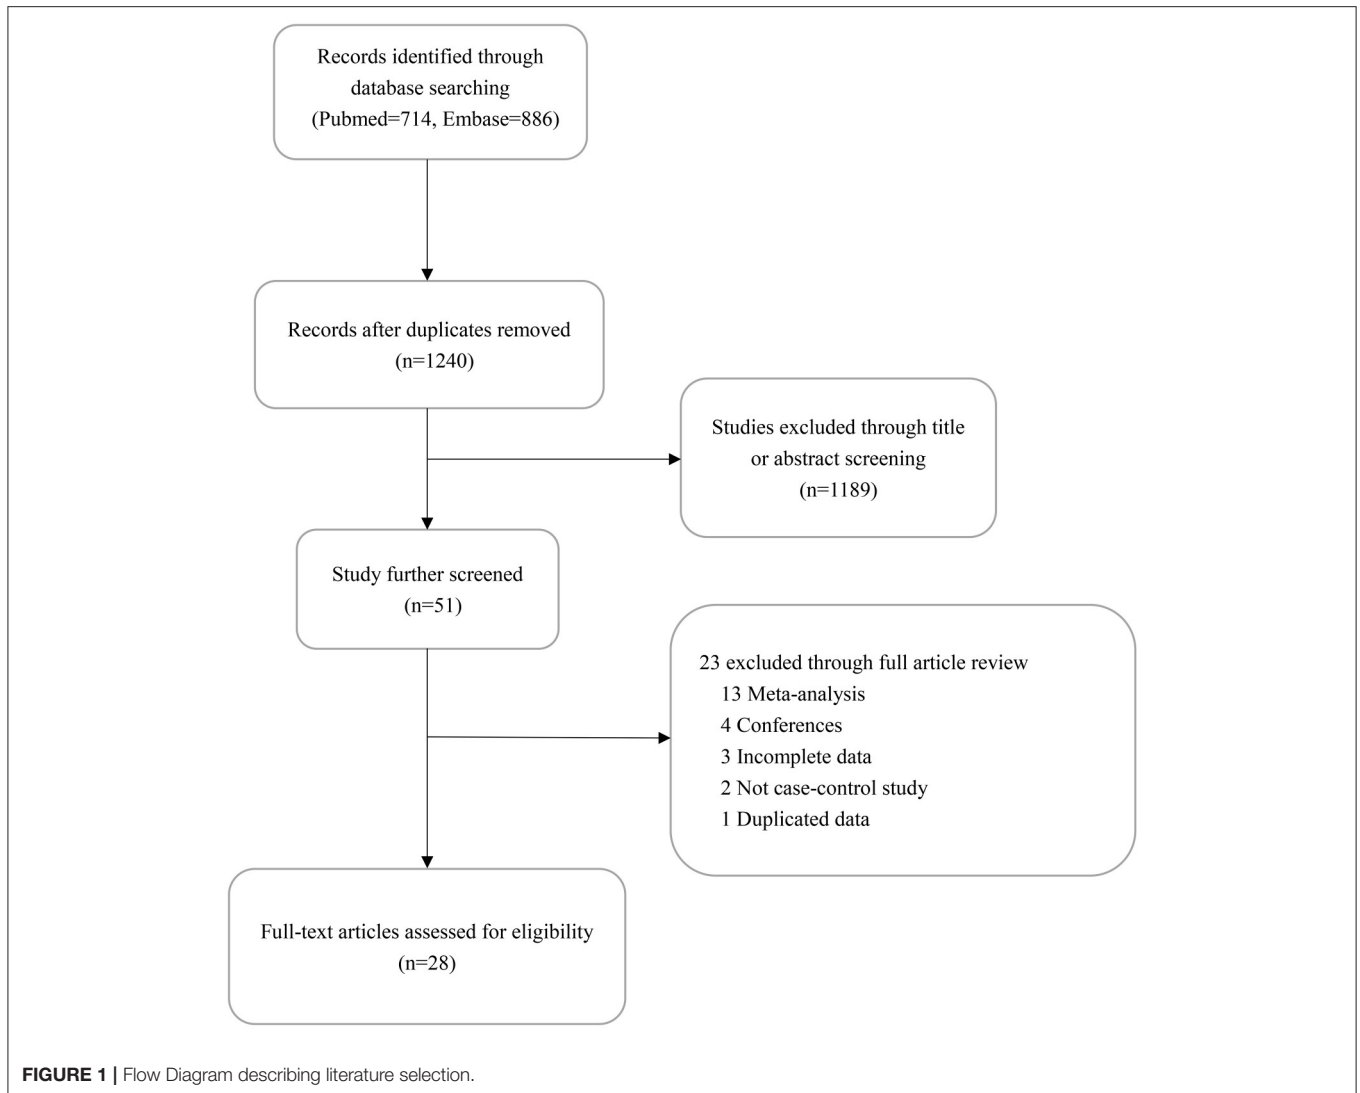 Records identified through
database searching
(Pubmed=714, Embase=886)
Records after duplicates removed
(n=1240)
Studies excluded through title
or abstract screening
(n=1189)
Study further screened
(n=51)
23 excluded through full article review
13 Meta-analysis
4 Conferences
3 Incomplete data
2 Not case-control study
1 Duplicated data
Full-text articles assessed for eligibility
(n=28)
FIGURE 1 | Flow Diagram describing literature selection.